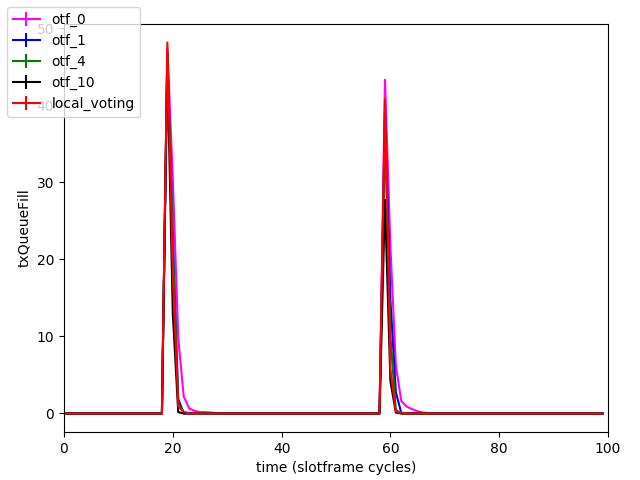 otf_0
otf_1
otf_4
otf_10
local_voting
50
40
30
20
10
0
txQueueFill
0 20 40 60 80 100
time (slotframe cycles)